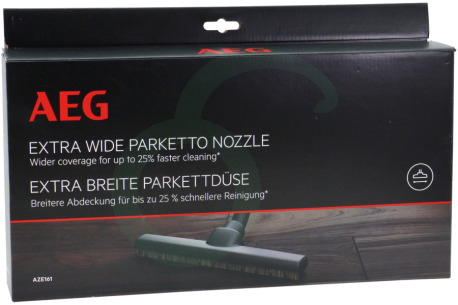 AEG
EXTRA WIDE PARKETTO NOZZLE
Wider coverage for up to 25% faster cleaning*
EXTRA BREITE PARKETTDÜSE
Breitere Abdeckung für bis zu 25 % schnellere Reinigung*
AZE161